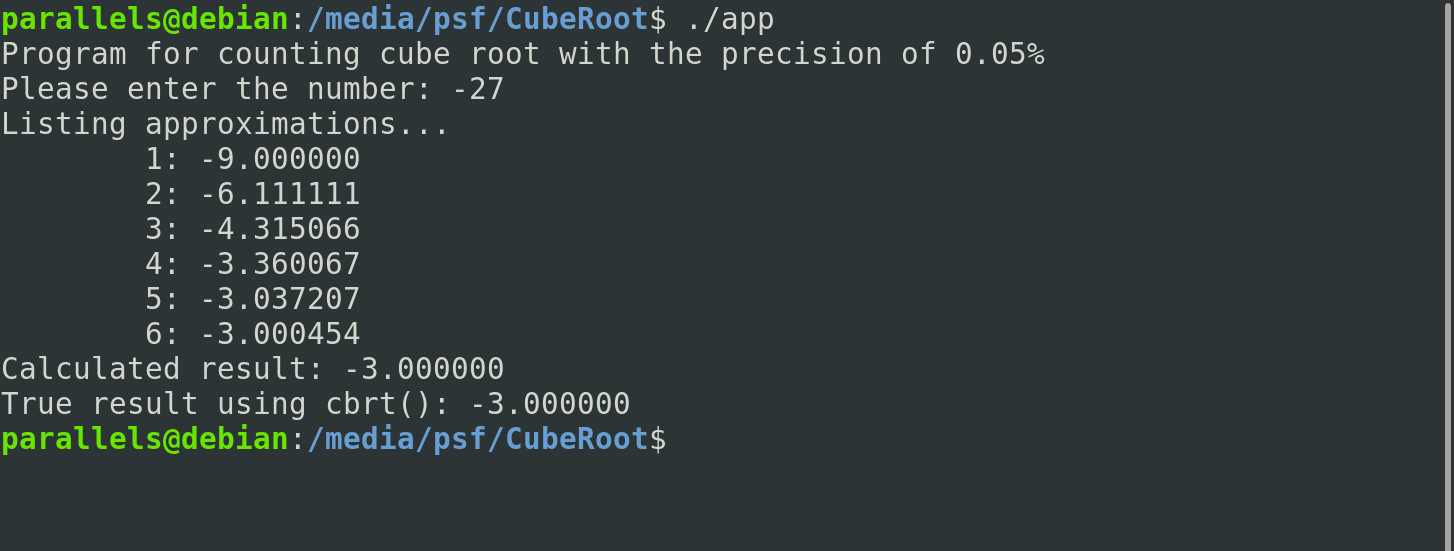 parallels@debian:/media/psf/CubeRoot$ ./app
Program for counting cube root with the precision of 0.05%
Please enter the number: -27
Listing approximations...
        1: -9.000000
        2: -6.111111
        3: -4.315066
        4: -3.360067
        5: -3.037207
        6: -3.000454
Calculated result: -3.000000
True result using cbrt(): -3.000000
parallels@debian:/media/psf/CubeRoot$